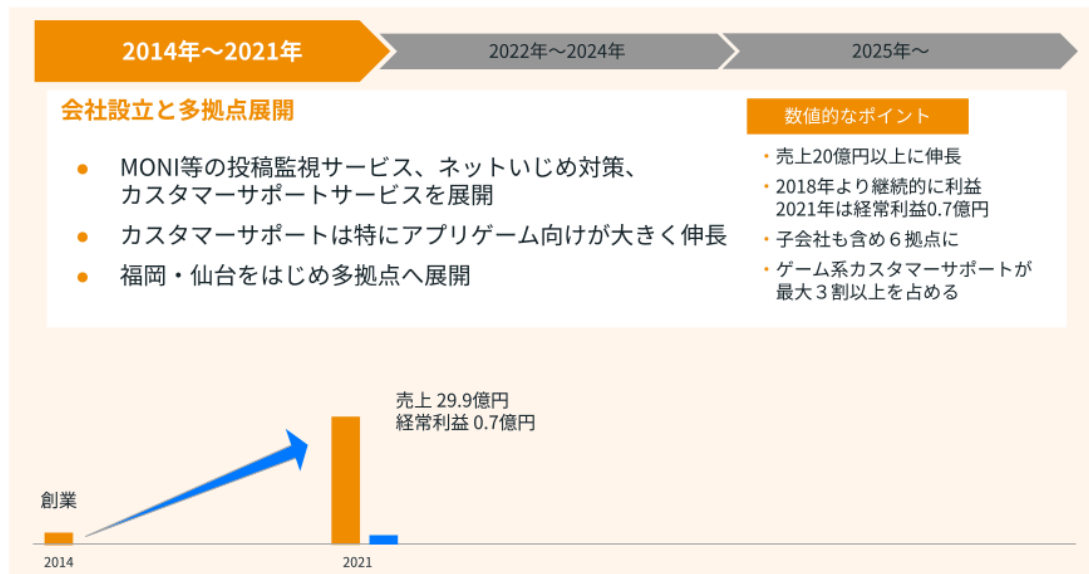 2014年～2021年
2022年～2024年
2025年～
会社設立と多拠点展開
● MONI等の投稿監視サービス、ネットいじめ対策、
カスタマーサポートサービスを展開
● カスタマーサポートは特にアプリゲーム向けが大きく伸長
● 福岡・仙台をはじめ多拠点へ展開
数値的なポイント
・売上20億円以上に伸長
・2018年より継続的に利益
2021年は経常利益0.7億円
・子会社も含め６拠点に
・ゲーム系カスタマーサポートが
最大３割以上を占める
売上 29.9億円
経常利益 0.7億円
創業
2014
2021